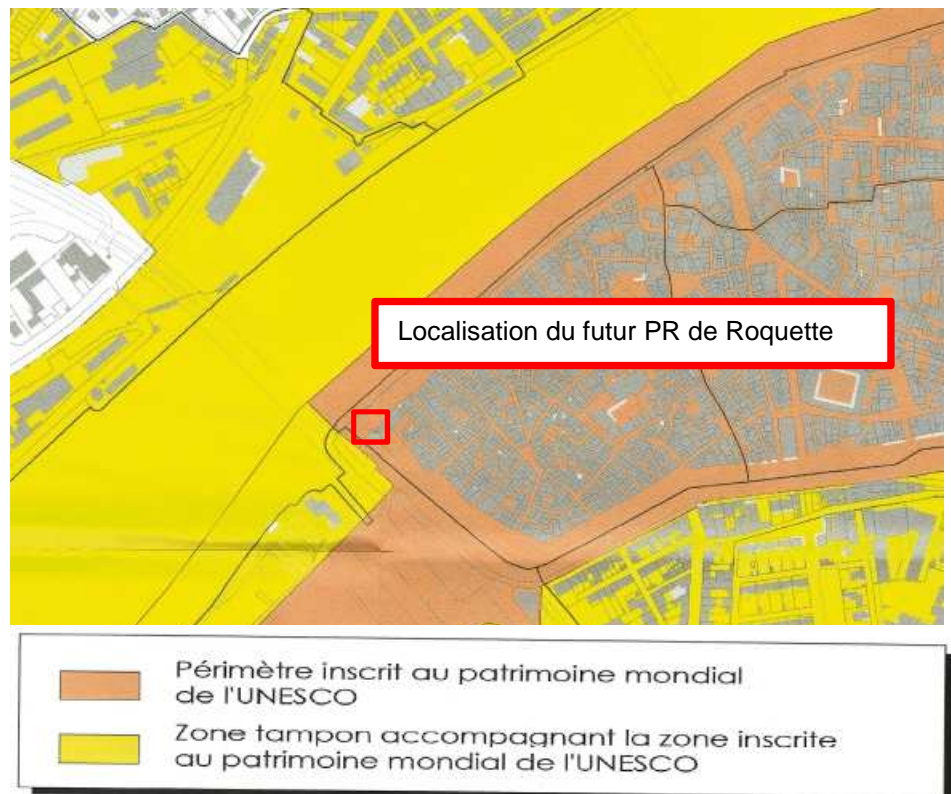 Localisation du futur PR de Roquette
Périmètre inscrit au patrimoine mondial
de l'UNESCO
Zone tampon accompagnant la zone inscrite
au patrimoine mondial de l'UNESCO